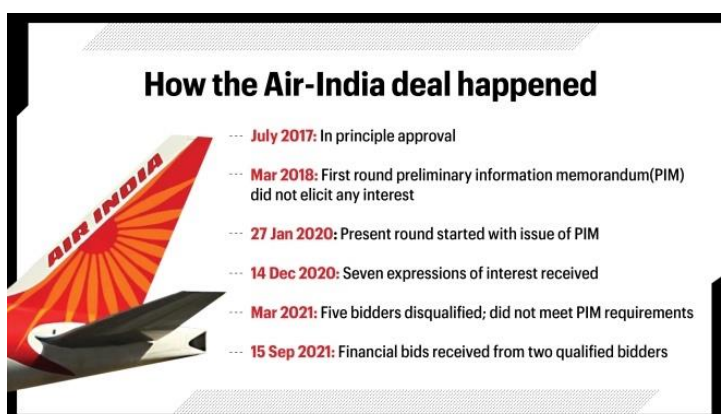 How the Air-India deal happened
AIR INDIA
July 2017: In principle approval
Mar 2018: First round preliminary information memorandum(PIM)
did not elicit any interest
27 Jan 2020: Present round started with issue of PIM
14 Dec 2020: Seven expressions of interest received
Mar 2021: Five bidders disqualified; did not meet PIM requirements
15 Sep 2021: Financial bids received from two qualified bidders